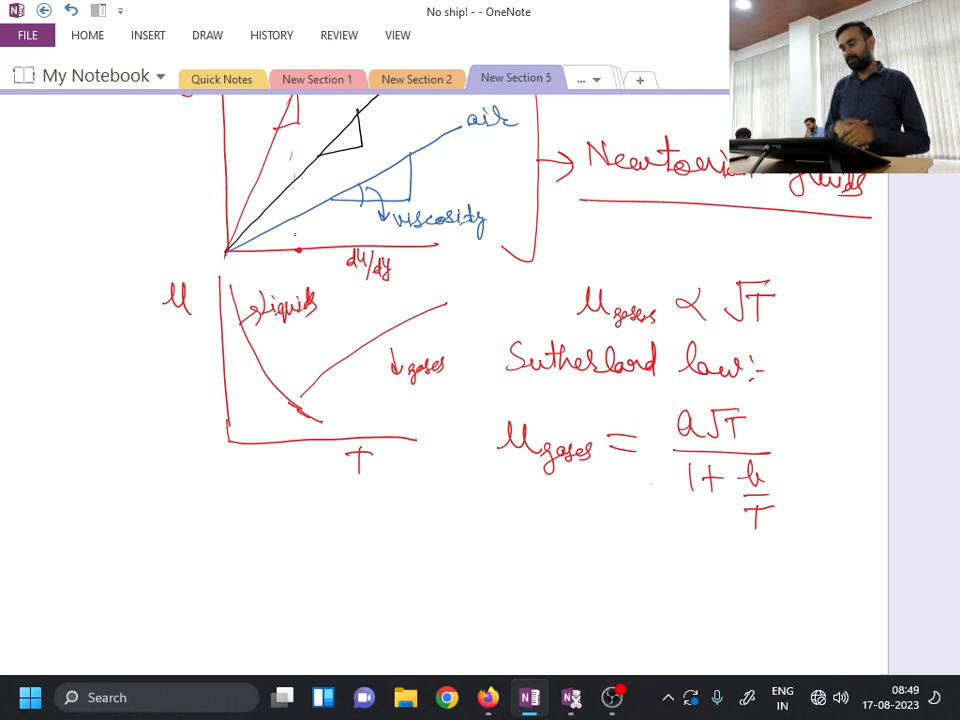 No ship! - - OneNote
FILE HOME INSERT DRAW HISTORY REVIEW VIEW
My Notebook
Quick Notes New Section 1 New Section 2 New Section 5 ... +
air
viscosity
du/dy
Newtonian fluids
μ
Liquids
gases
T
μgases ∝ √T
Sutherland law:-
μgases = a√T
1 + b
T
Search
ENG
IN
08:49
17-08-2023